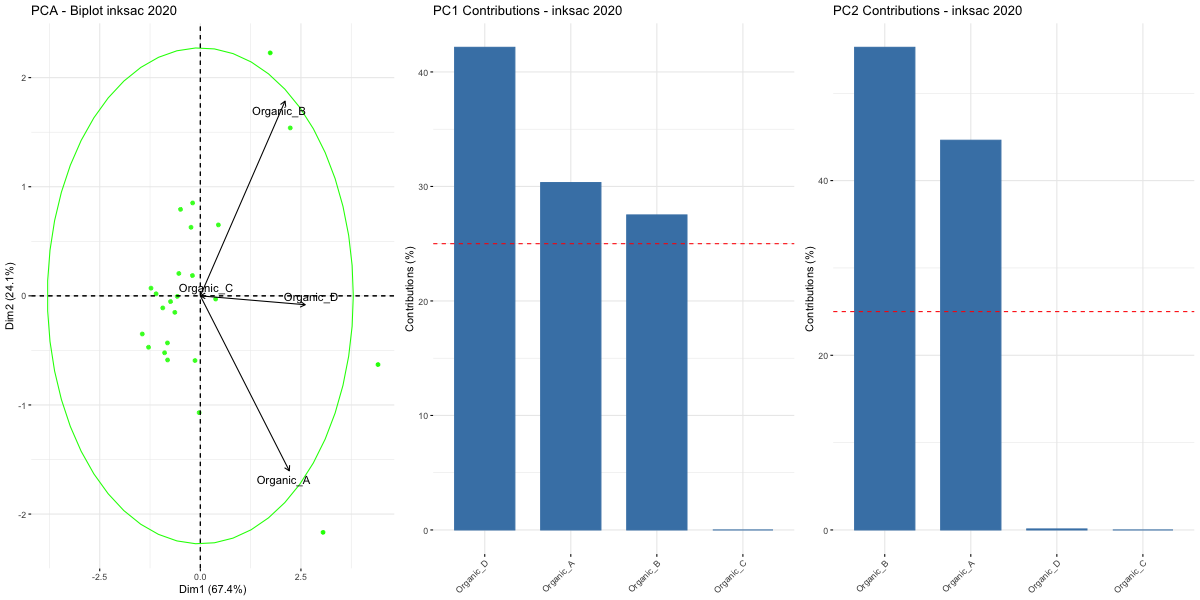 PCA - Biplot inksac 2020
Dim2 (24.1%)
2
1
0
-1
-2
Organic_B
Organic_C
Organic_D
Organic_A
-2.5
0.0
2.5
Dim1 (67.4%)
PC1 Contributions - inksac 2020
Contributions (%)
40
30
20
10
0
Organic_D
Organic_A
Organic_B
Organic_C
PC2 Contributions - inksac 2020
Contributions (%)
40
20
0
Organic_B
Organic_A
Organic_D
Organic_C